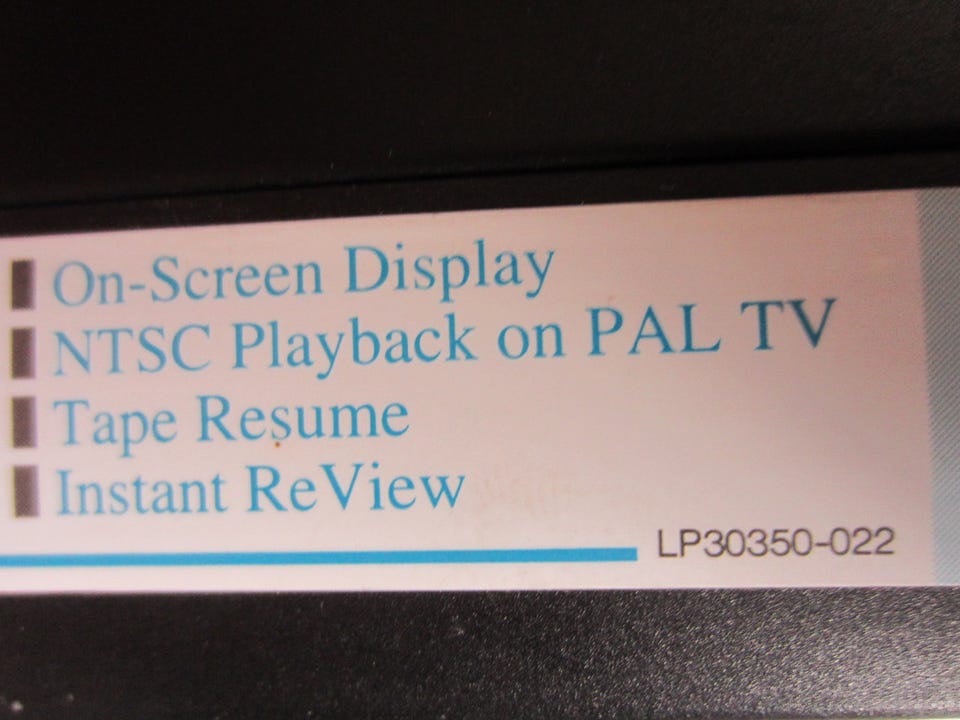 On-Screen Display
NTSC Playback on PAL TV
Tape Resume
Instant ReView
LP30350-022